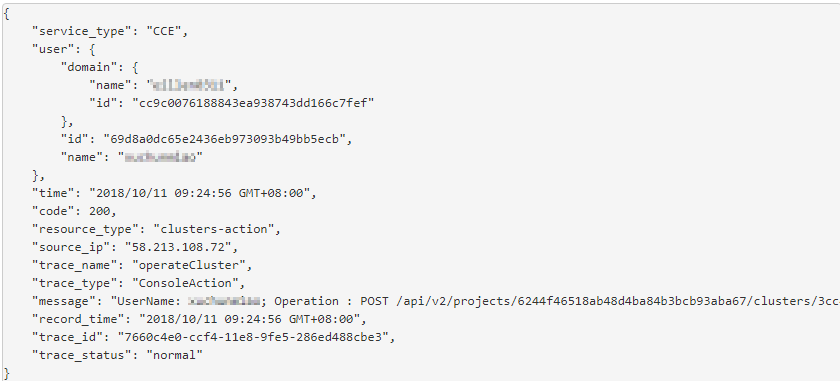 {
"service_type": "CCE",
"user": {
"domain": {
"name": "",
"id": "cc9c0076188843ea938743dd166c7fef"
},
"id": "69d8a0dc65e2436eb973093b49bb5ecb",
"name": ""
},
"time": "2018/10/11 09:24:56 GMT+08:00",
"code": 200,
"resource_type": "clusters-action",
"source_ip": "58.213.108.72",
"trace_name": "operateCluster",
"trace_type": "ConsoleAction",
"message": "UserName: ; Operation : POST /api/v2/projects/6244f46518ab48d4ba84b3bcb93aba67/clusters/3cc
"record_time": "2018/10/11 09:24:56 GMT+08:00",
"trace_id": "7660c4e0-ccf4-11e8-9fe5-286ed488cbe3",
"trace_status": "normal"
}